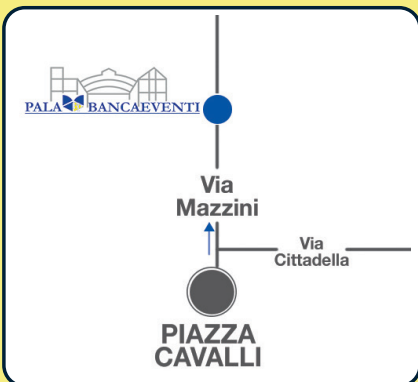 PALA BANCAEVENTI
Via
Mazzini
Via
Cittadella
PIAZZA
CAVALLI